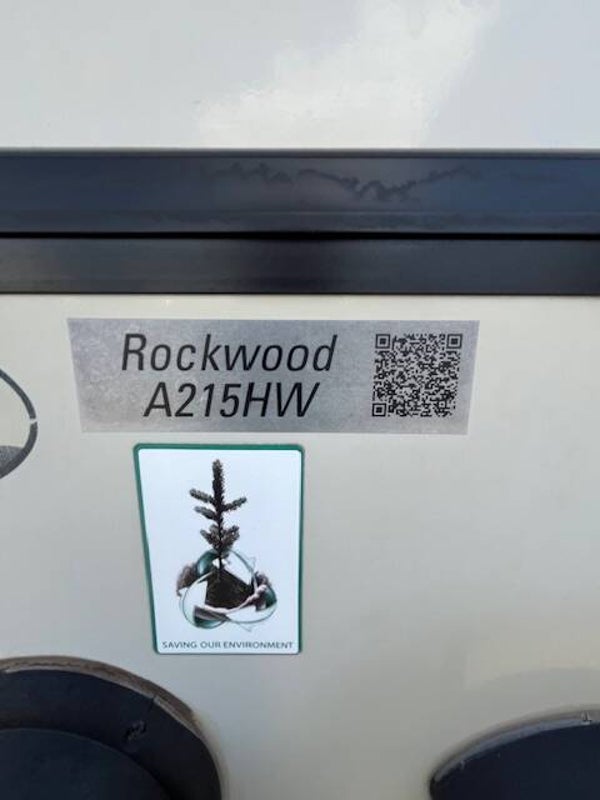 Rockwood
A215HW
SAVING OUR ENVIRONMENT